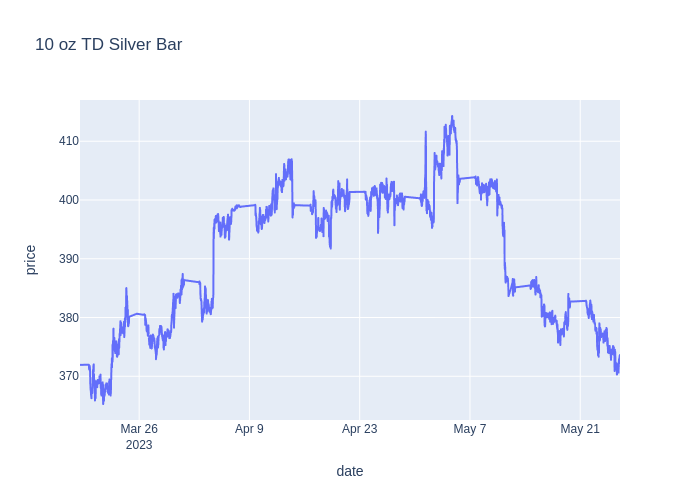 10 oz TD Silver Bar
price
410
400
390
380
370
Mar 26
2023
Apr 9
Apr 23
May 7
May 21
date